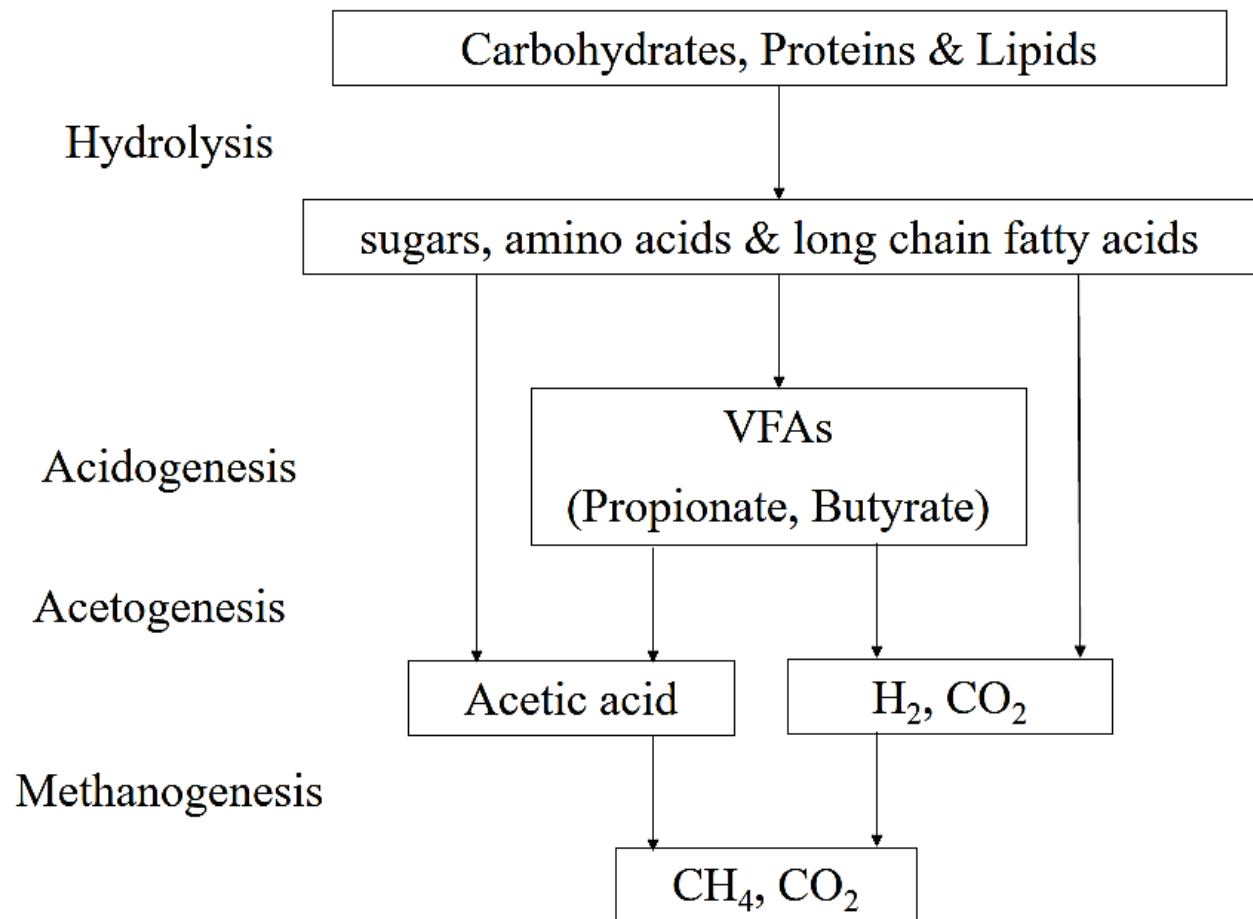 Carbohydrates, Proteins & Lipids
Hydrolysis
sugars, amino acids & long chain fatty acids
VFAs
Acidogenesis
(Propionate, Butyrate)
Acetogenesis
Acetic acid
H₂, CO₂
Methanogenesis
CH₄, CO₂